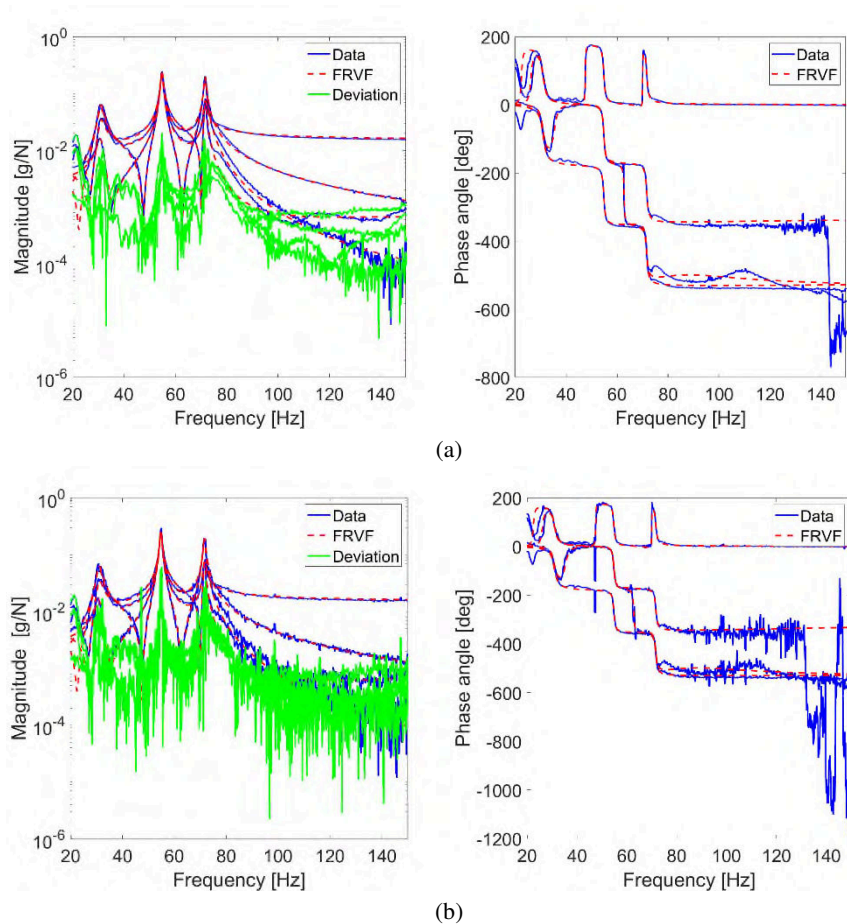 Magnitude [g/N]
10^0
10^-2
10^-4
10^-6
20 40 60 80 100 120 140
Frequency [Hz]
Data
FRVF
Deviation
Phase angle [deg]
200
0
-200
-400
-600
-800
20 40 60 80 100 120 140
Frequency [Hz]
Data
FRVF
(a)
Magnitude [g/N]
10^0
10^-2
10^-4
10^-6
20 40 60 80 100 120 140
Frequency [Hz]
Data
FRVF
Deviation
Phase angle [deg]
200
0
-200
-400
-600
-800
-1000
-1200
20 40 60 80 100 120 140
Frequency [Hz]
Data
FRVF
(b)